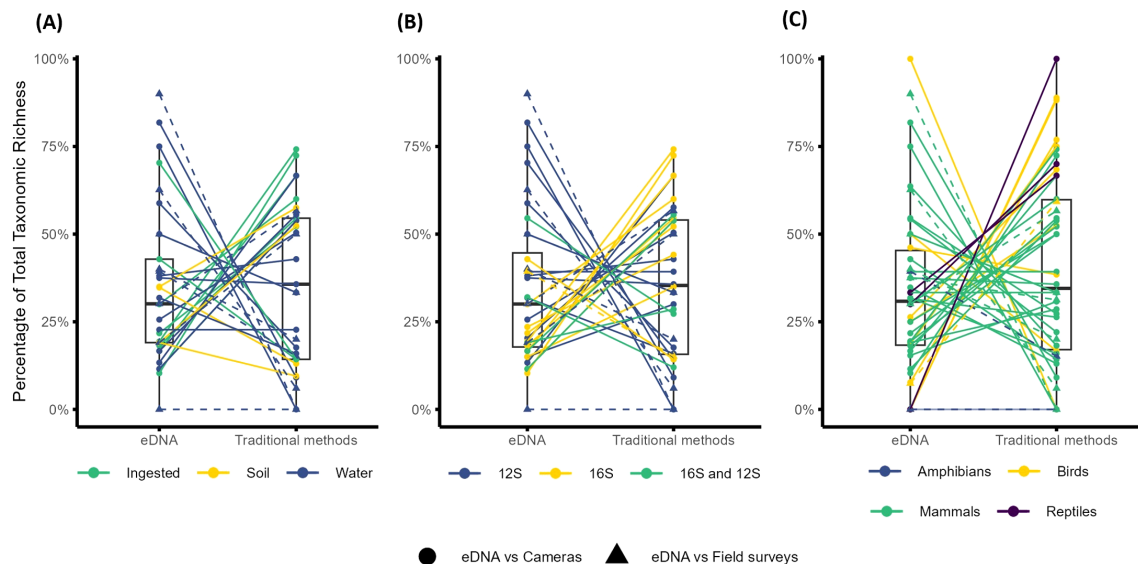 (A)
(B)
(C)
Percentagte of Total Taxonomic Richness
100%
75%
50%
25%
0%
eDNA
Traditional methods
Ingested
Soil
Water
100%
75%
50%
25%
0%
eDNA
Traditional methods
12S
16S
16S and 12S
100%
75%
50%
25%
0%
eDNA
Traditional methods
Amphibians
Birds
Mammals
Reptiles
eDNA vs Cameras
eDNA vs Field surveys